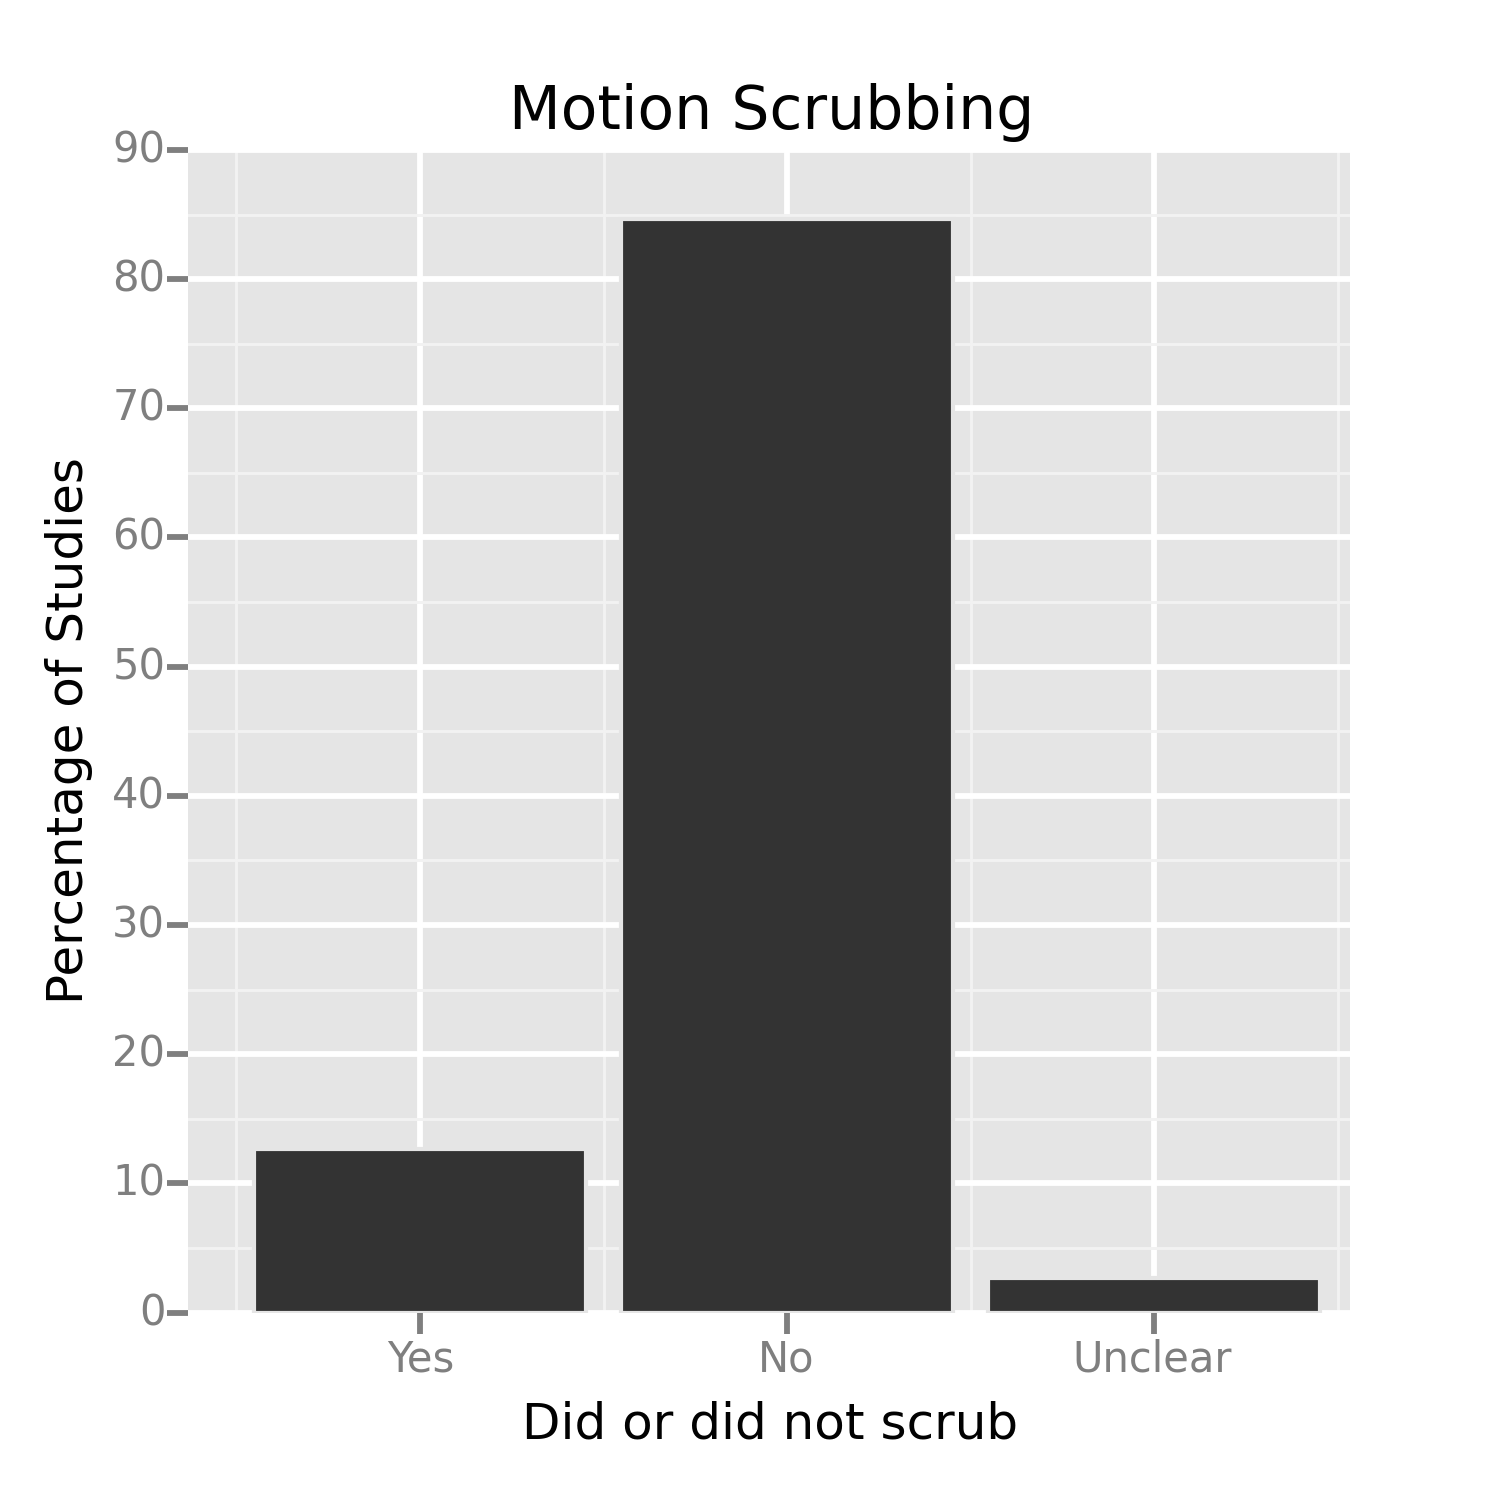 Motion Scrubbing
90
80
70
60
50
40
30
20
10
0
Percentage of Studies
Yes No Unclear
Did or did not scrub